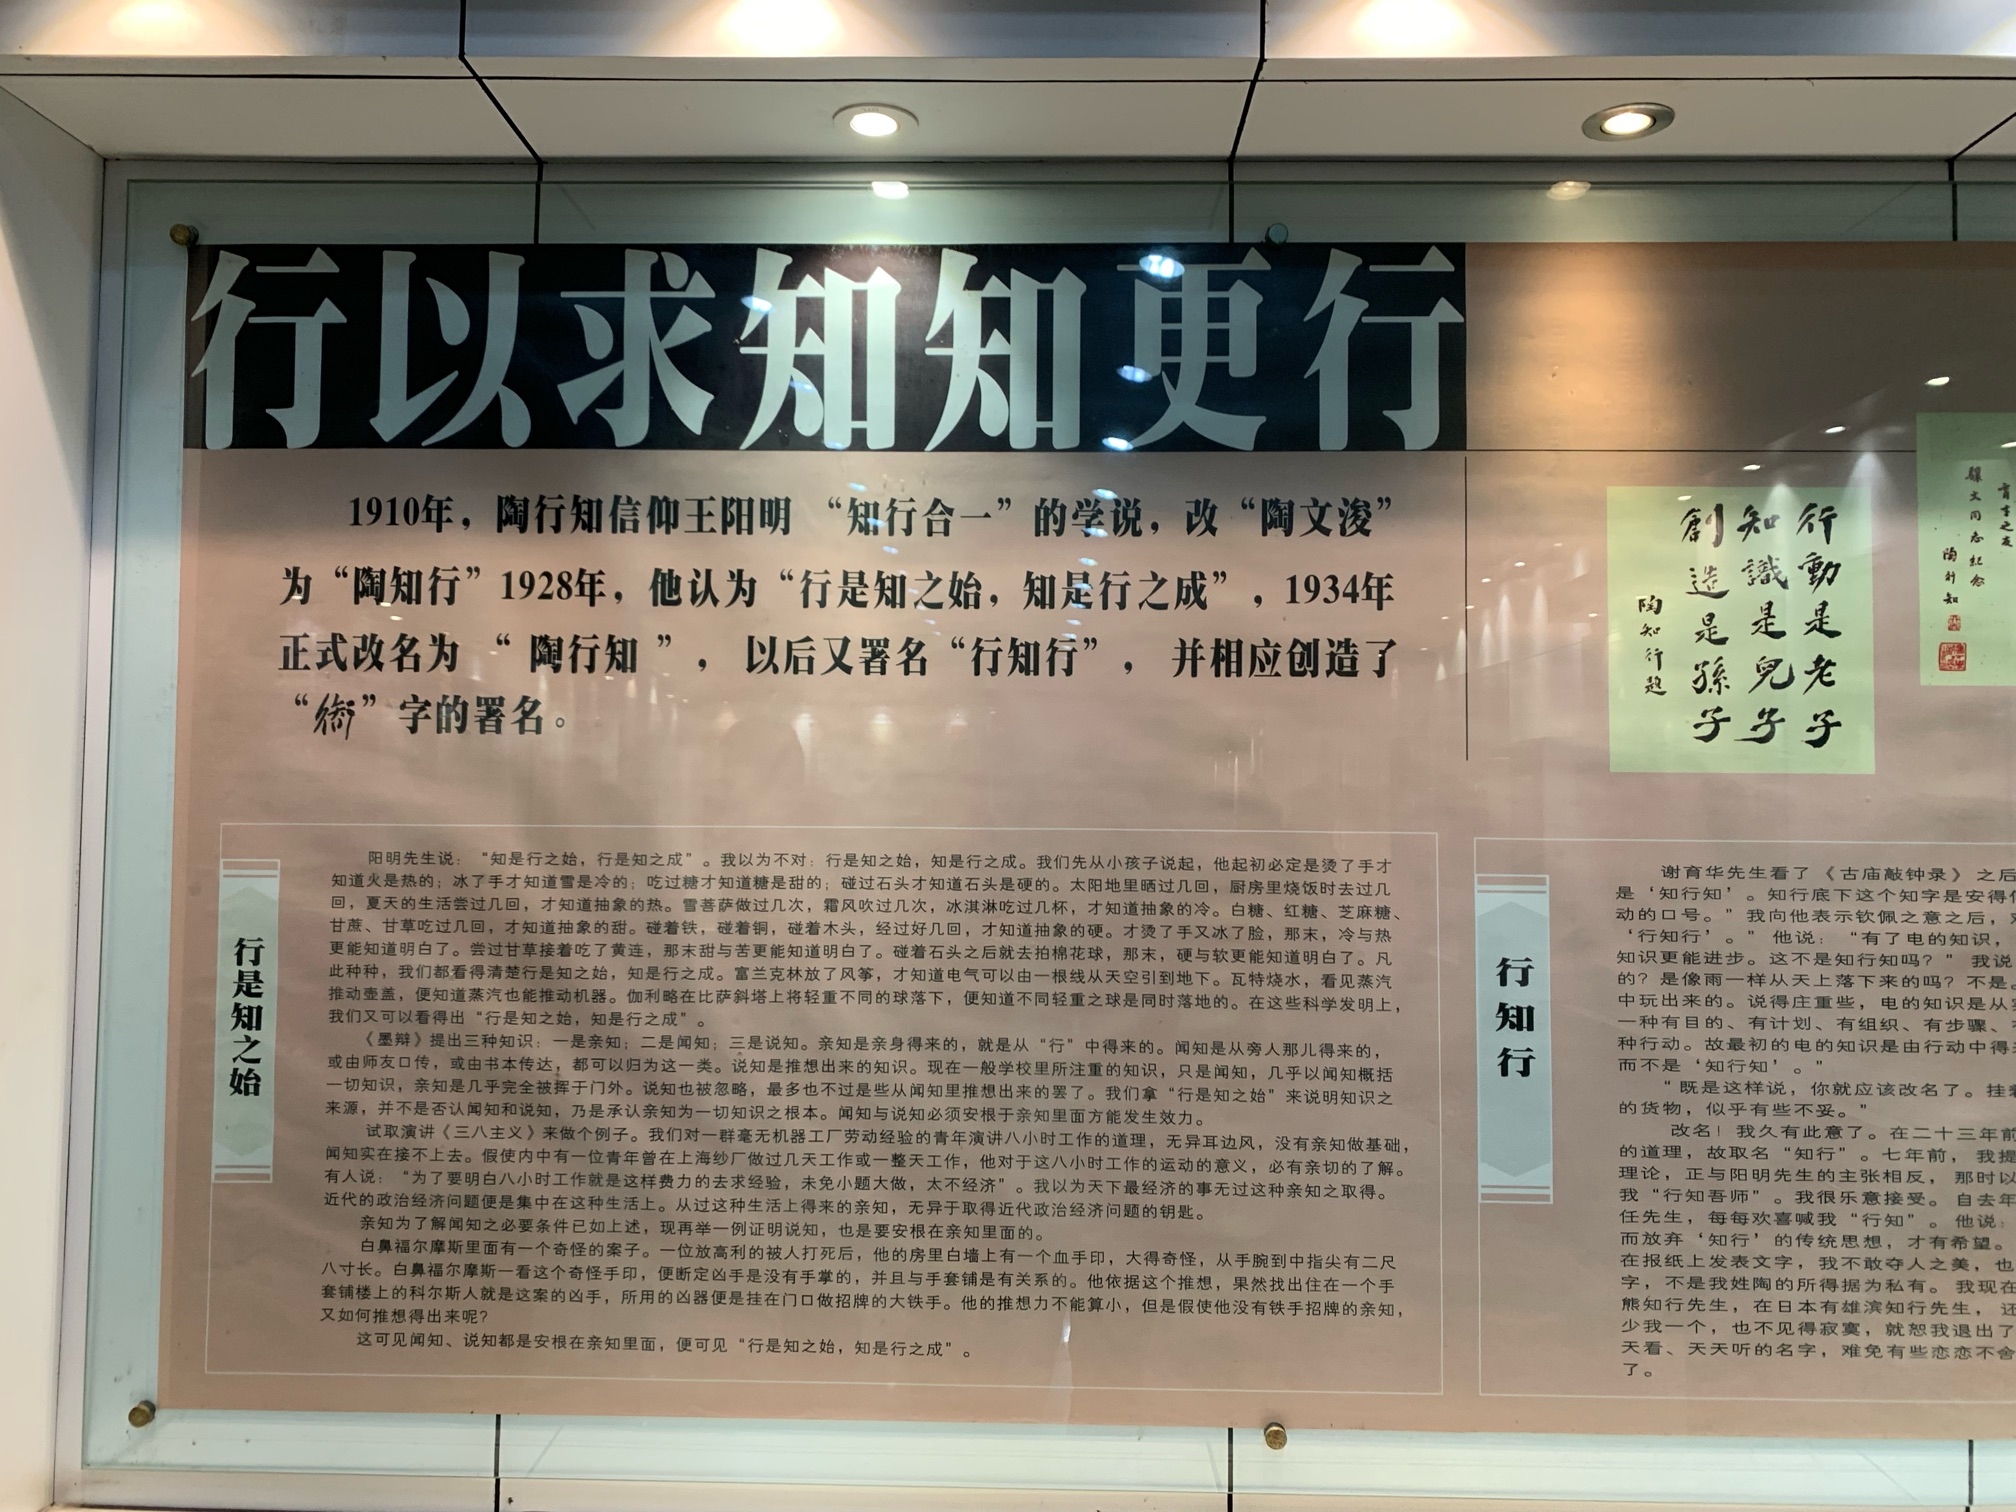 行以求知知更行
1910年，陶行知信仰王阳明 “知行合一”的学说，改“陶文浚”
为“陶知行”1928年，他认为“行是知之始，知是行之成”，1934年
正式改名为 “ 陶行知 ”， 以后又署名“行知行”， 并相应创造了
“ ”字的署名。
行動是老子
知識是兒子
創造是孫子
陶知行題
育才之友
文同志紀念
陶行知
行是知之始
阳明先生说：“知是行之始，行是知之成”。我以为不对：行是知之始，知是行之成。我们先从小孩子说起，他起初必定是烫了手才
知道火是热的；冰了手才知道雪是冷的；吃过糖才知道糖是甜的；碰过石头才知道石头是硬的。太阳地里晒过几回，厨房里烧饭时去过几
回，夏天的生活尝过几回，才知道抽象的热。雪菩萨做过几次，霜风吹过几次，冰淇淋吃过几杯，才知道抽象的冷。白糖、红糖、芝麻糖、
甘蔗、甘草吃过几回，才知道抽象的甜。碰着铁，碰着铜，碰着木头，经过好几回，才知道抽象的硬。才烫了手又冰了脸，那末，冷与热
更能知道明白了。尝过甘草接着吃了黄连，那末甜与苦更能知道明白了。碰着石头之后就去拍棉花球，那末，硬与软更能知道明白了。凡
此种种，我们都看得清楚行是知之始，知是行之成。富兰克林放了风筝，才知道电气可以由一根线从天空引到地下。瓦特烧水，看见蒸汽
推动壶盖，便知道蒸汽也能推动机器。伽利略在比萨斜塔上将轻重不同的球落下，便知道不同轻重之球是同时落地的。在这些科学发明上，
我们又可以看得出“行是知之始，知是行之成”。
《墨辩》提出三种知识：一是亲知；二是闻知；三是说知。亲知是亲身得来的，就是从“行”中得来的。闻知是从旁人那儿得来的，
或由师友口传，或由书本传达，都可以归为这一类。说知是推想出来的知识。现在一般学校里所注重的知识，只是闻知，几乎以闻知概括
一切知识，亲知是几乎完全被挥于门外。说知也被忽略，最多也不过是些从闻知里推想出来的罢了。我们拿“行是知之始”来说明知识之
来源，并不是否认闻知和说知，乃是承认亲知为一切知识之根本。闻知与说知必须安根于亲知里面方能发生效力。
试取演讲《三八主义》来做个例子。我们对一群毫无机器工厂劳动经验的青年演讲八小时工作的道理，无异耳边风，没有亲知做基础，
闻知实在接不上去。假使内中有一位青年曾在上海纱厂做过几天工作或一整天工作，他对于这八小时工作的运动的意义，必有亲切的了解。
有人说：“为了要明白八小时工作就是这样费力的去求经验，未免小题大做，太不经济”。我以为天下最经济的事无过这种亲知之取得。
近代的政治经济问题便是集中在这种生活上。从过这种生活上得来的亲知，无异于取得近代政治经济问题的钥匙。
亲知为了解闻知之必要条件已如上述，现再举一例证明说知，也是要安根在亲知里面的。
白鼻福尔摩斯里面有一个奇怪的案子。一位放高利的被人打死后，他的房里白墙上有一个血手印，大得奇怪，从手腕到中指尖有二尺
八寸长。白鼻福尔摩斯一看这个奇怪手印，便断定凶手是没有手掌的，并且与手套铺是有关系的。他依据这个推想，果然找出住在一个手
套铺楼上的科尔斯人就是这案的凶手，所用的凶器便是挂在门口做招牌的大铁手。他的推想力不能算小，但是假使他没有铁手招牌的亲知，
又如何推想得出来呢？
这可见闻知、说知都是安根在亲知里面，便可见“行是知之始，知是行之成”。
行知行
谢育华先生看了《古庙敲钟录》之后
是‘知行知’。知行底下这个知字是安得
动的口号。”我向他表示钦佩之意之后，
‘行知行’。” 他说：“有了电的知识，
知识更能进步。这不是知行知吗？” 我说
的？是像雨一样从天上落下来的吗？不是。
中玩出来的。说得庄重些，电的知识是从
一种有目的、有计划、有组织、有步骤、
种行动。故最初的电的知识是由行动中得
而不是‘知行知’。”
“既是这样说，你就应该改名了。挂
的货物，似乎有些不妥。”
改名！我久有此意了。在二十三年前
的道理，故取名“知行”。七年前，我提
理论，正与阳明先生的主张相反，那时以
我“行知吾师”。我很乐意接受。自去年
任先生，每每欢喜喊我“行知”。他说：
而放弃‘知行’的传统思想，才有希望。
在报纸上发表文字，我不敢夺人之美，也
字，不是我姓陶的所得据为私有。我现在
熊知行先生，在日本有雄滨知行先生，还
少我一个，也不见得寂寞，就恕我退出了
天看、天天听的名字，难免有些恋恋不舍
了。